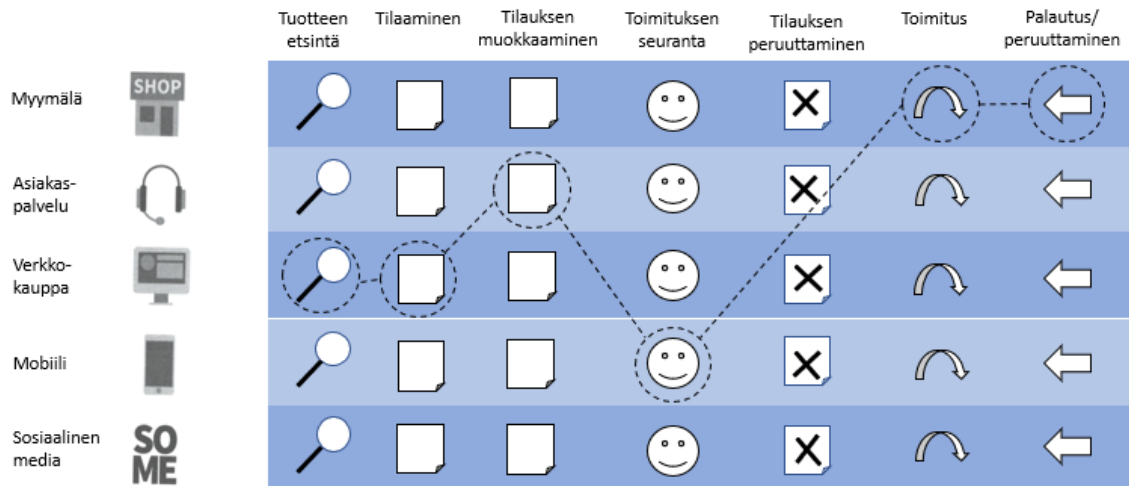 Tuotteen
etsintä
Tilaaminen
Tilauksen
muokkaaminen
Toimituksen
seuranta
Tilauksen
peruuttaminen
Toimitus
Palautus/
peruuttaminen
Myymälä
SHOP
Asiakas-
palvelu
Verkko-
kauppa
Mobiili
Sosiaalinen
media
SO
ME